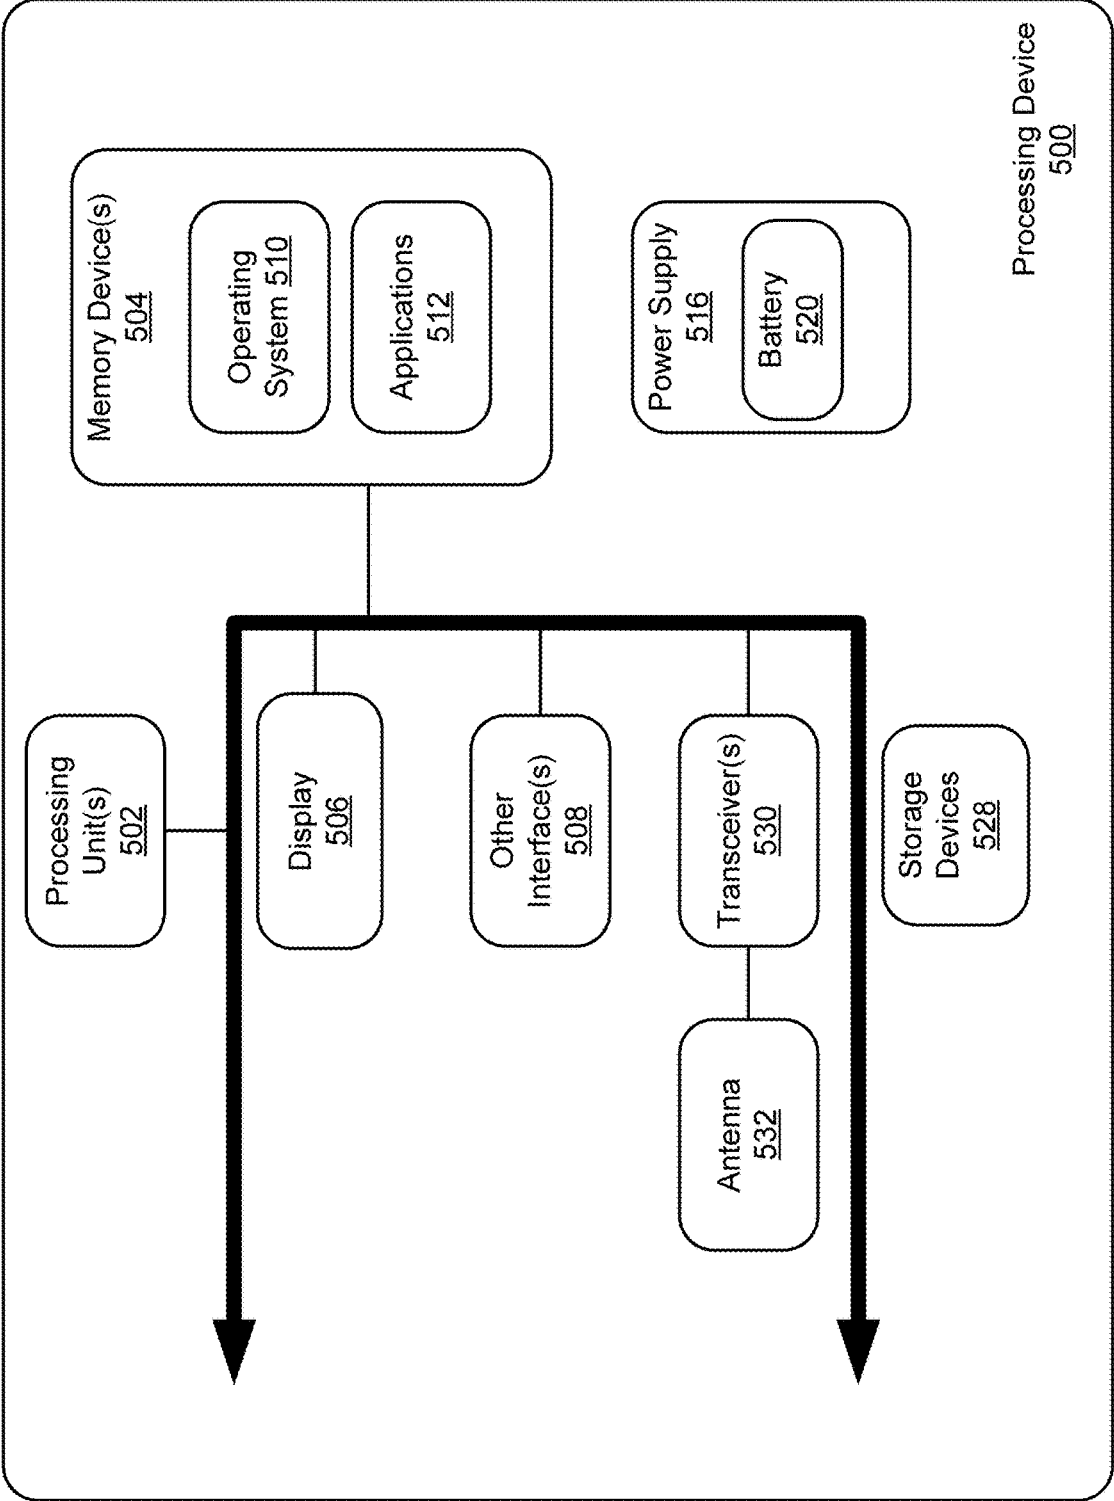 Processing
Unit(s)
502
Memory Device(s)
504
Operating
System 510
Applications
512
Display
506
Other
Interface(s)
508
Antenna
532
Transceiver(s)
530
Power Supply
516
Battery
520
Storage
Devices
528
Processing Device
500